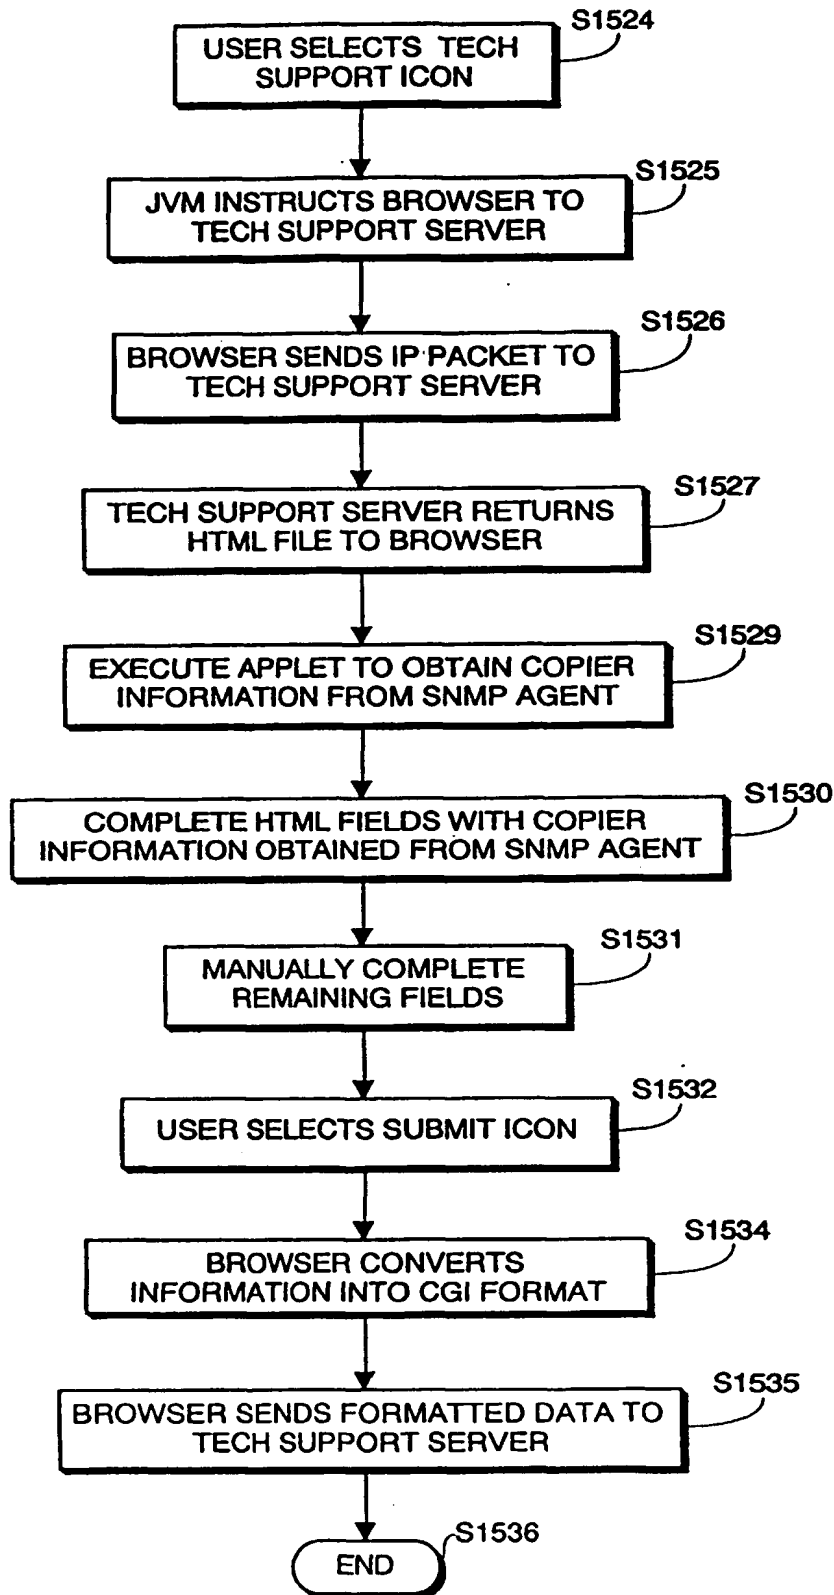 S1524
USER SELECTS TECH
SUPPORT ICON
S1525
JVM INSTRUCTS BROWSER TO
TECH SUPPORT SERVER
S1526
BROWSER SENDS IP PACKET TO
TECH SUPPORT SERVER
S1527
TECH SUPPORT SERVER RETURNS
HTML FILE TO BROWSER
S1529
EXECUTE APPLET TO OBTAIN COPIER
INFORMATION FROM SNMP AGENT
S1530
COMPLETE HTML FIELDS WITH COPIER
INFORMATION OBTAINED FROM SNMP AGENT
S1531
MANUALLY COMPLETE
REMAINING FIELDS
S1532
USER SELECTS SUBMIT ICON
S1534
BROWSER CONVERTS
INFORMATION INTO CGI FORMAT
S1535
BROWSER SENDS FORMATTED DATA TO
TECH SUPPORT SERVER
S1536
END